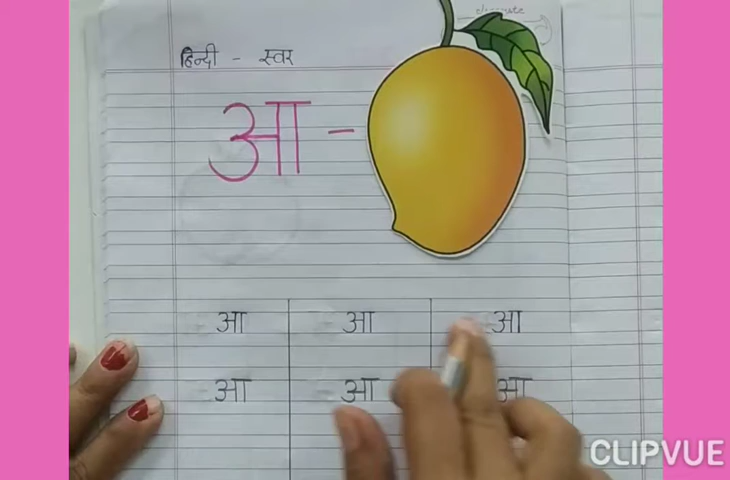 हिन्दी - स्वर
आ -
आ आ आ
आ आ आ
CLIPVUE